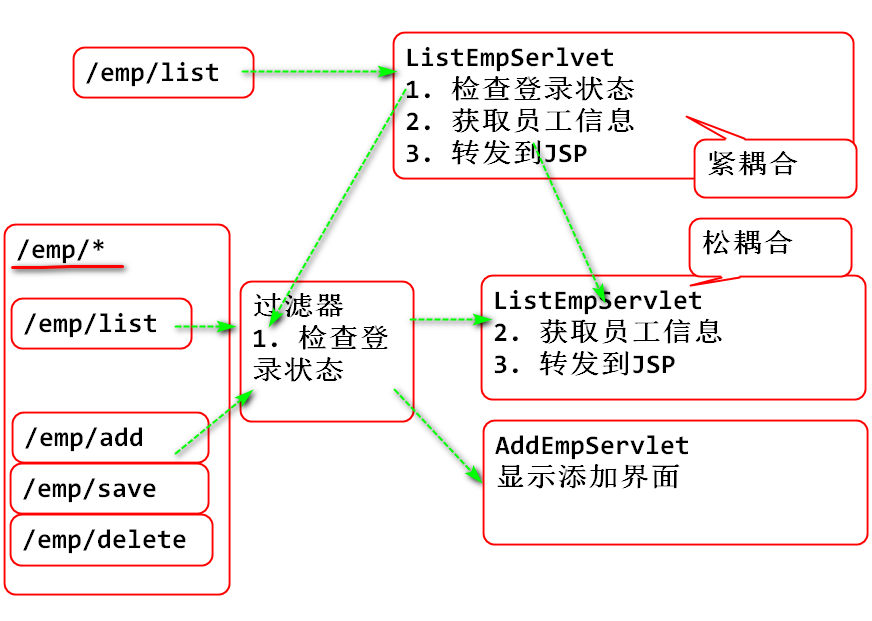 /emp/list
ListEmpSerlvet
1. 检查登录状态
2. 获取员工信息
3. 转发到JSP
紧耦合
松耦合
/emp/*
/emp/list
/emp/add
/emp/save
/emp/delete
过滤器
1. 检查登
录状态
ListEmpServlet
2. 获取员工信息
3. 转发到JSP
AddEmpServlet
显示添加界面